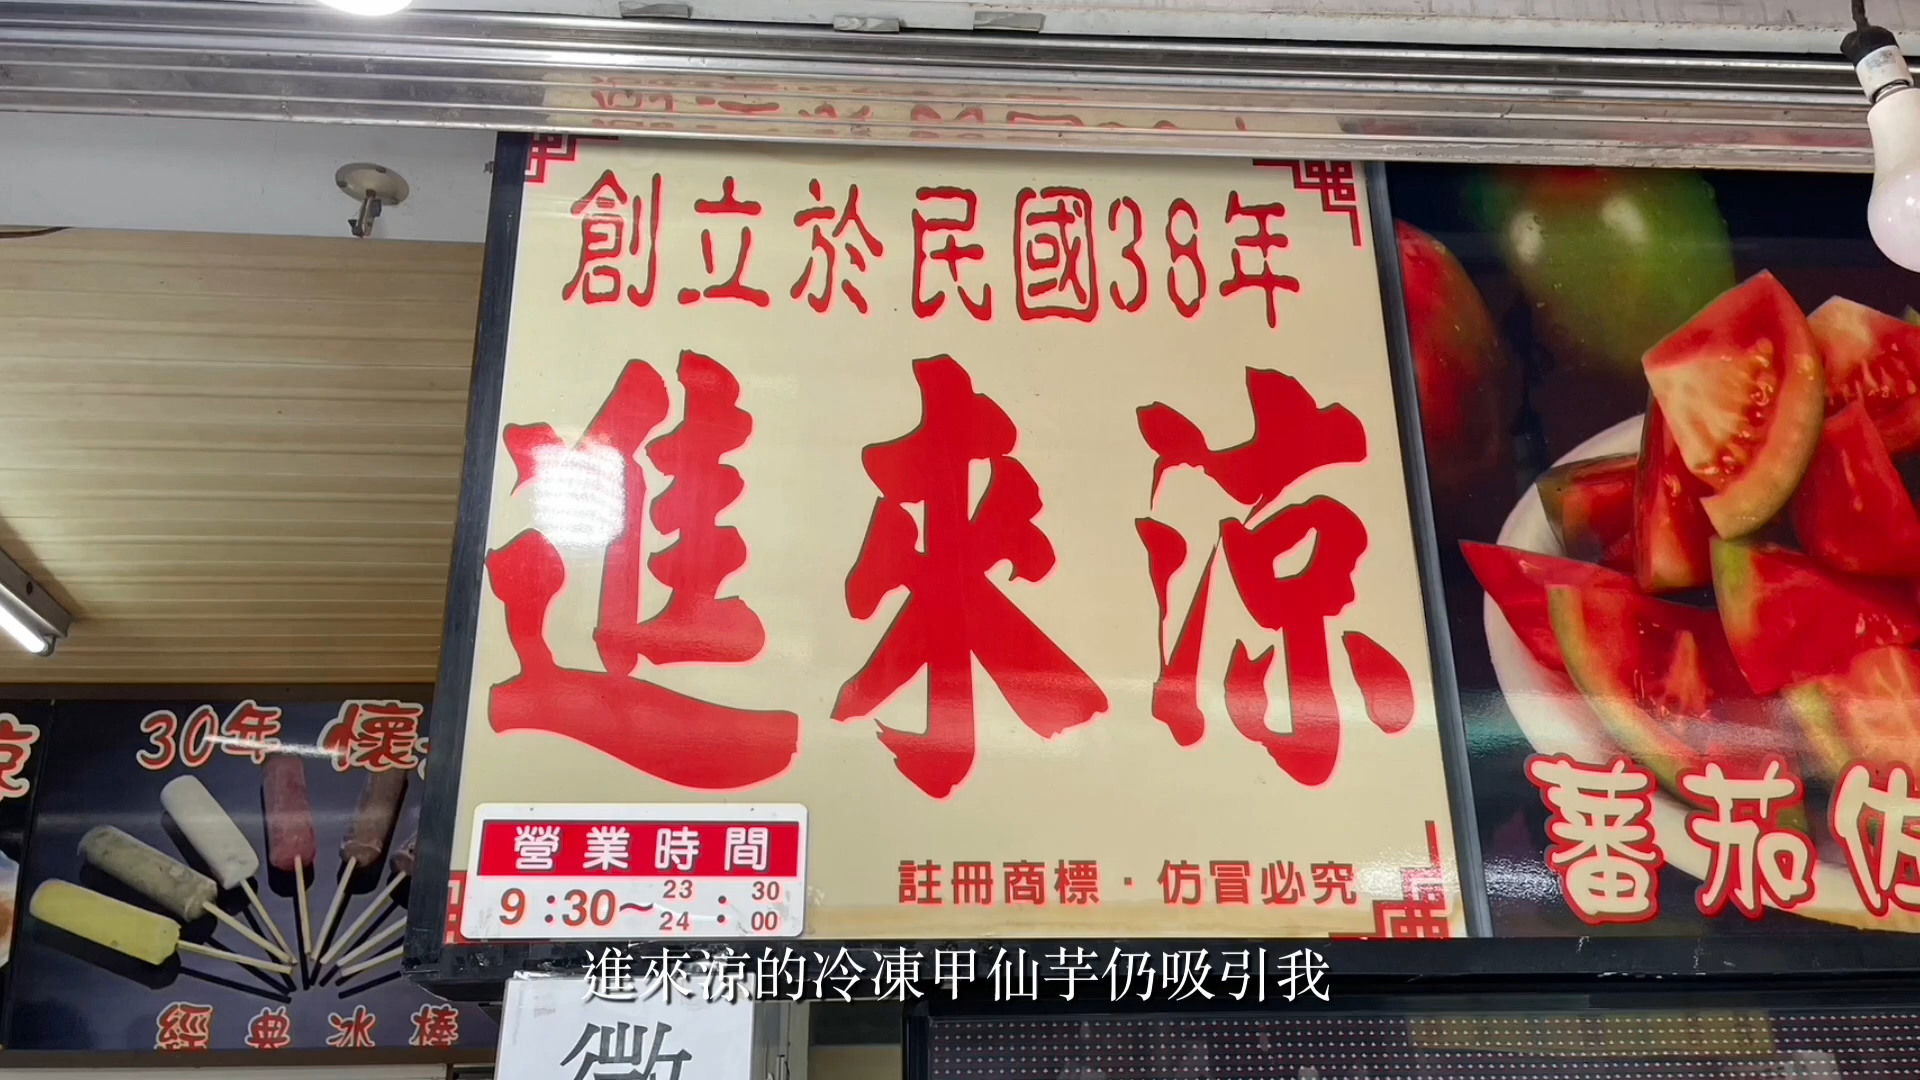 創立於民國38年
進來涼
營業時間
9:30~23:30
24:00
註冊商標·仿冒必究
30年 懷
經典冰棒
蕃茄
進來涼的冷凍甲仙芋仍吸引我
徵